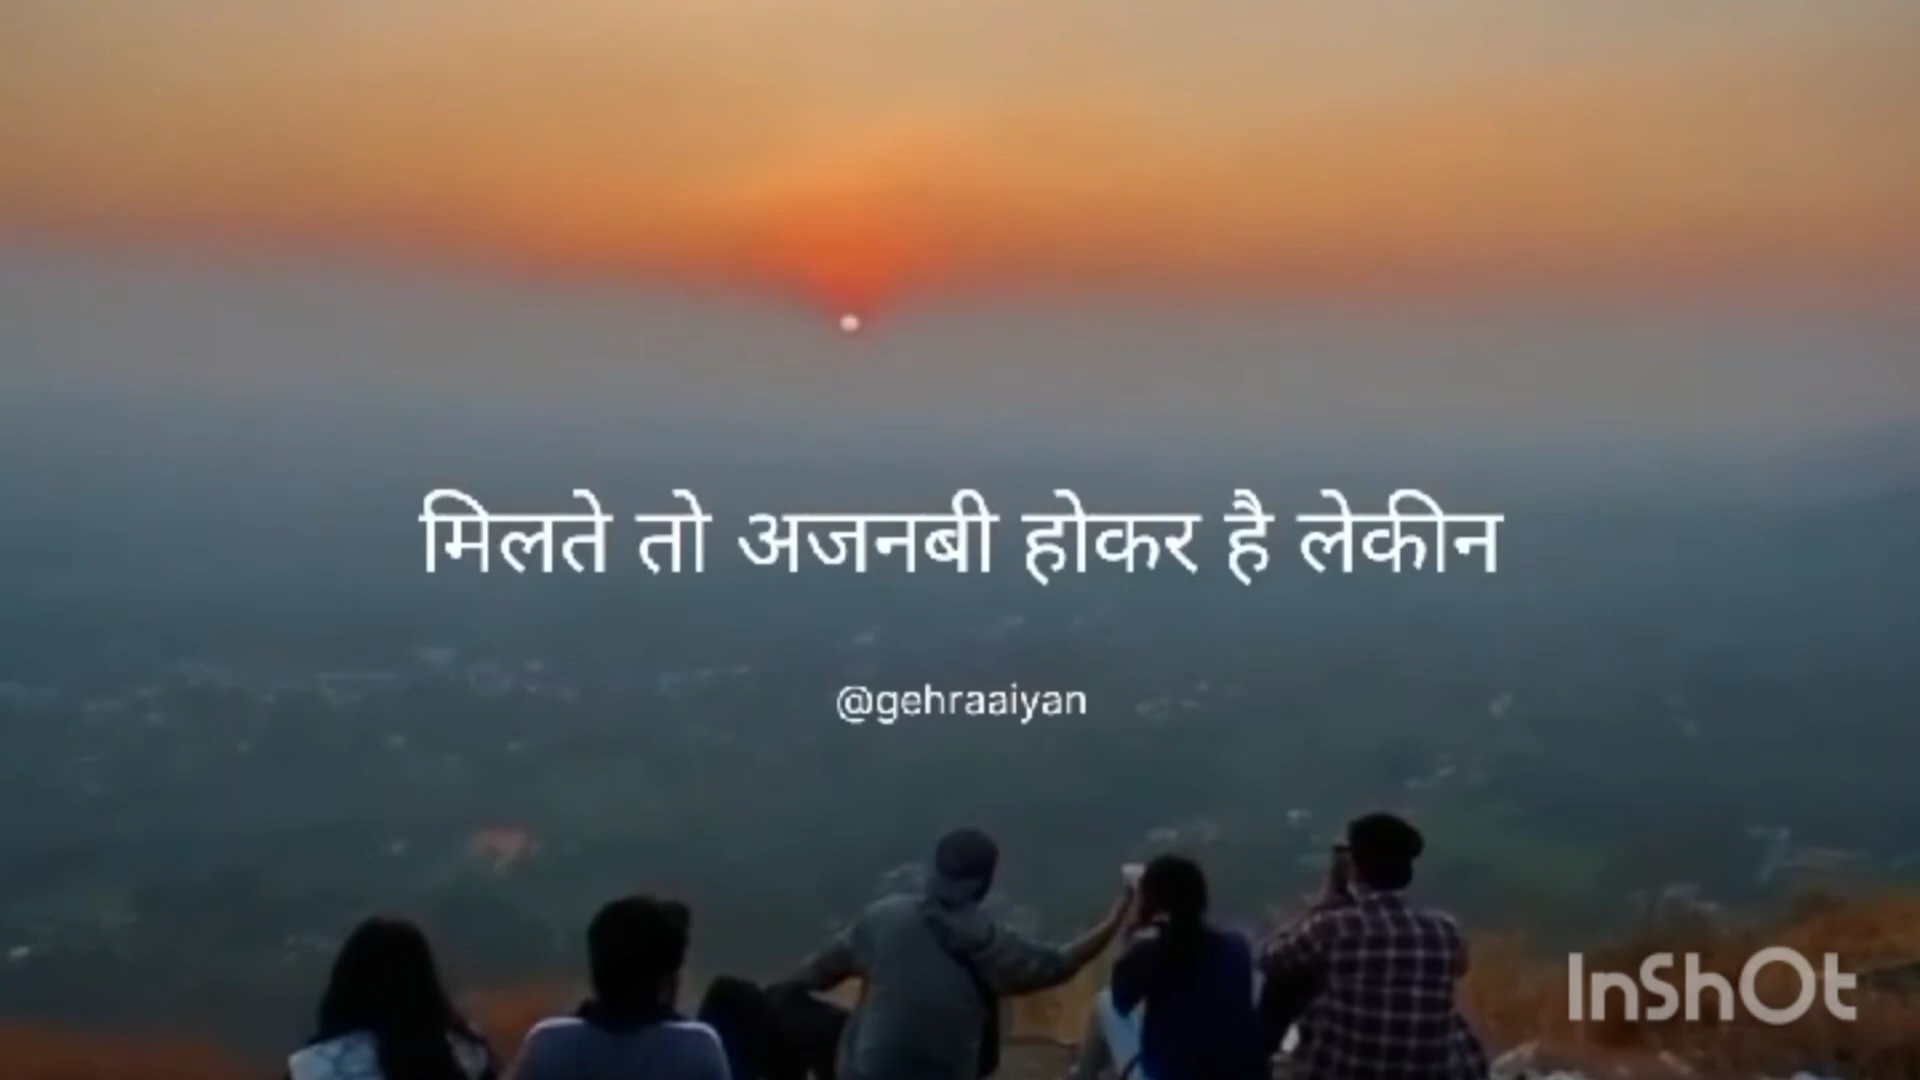 मिलते तो अजनबी होकर है लेकीन
@gehraaiyan
InShOt